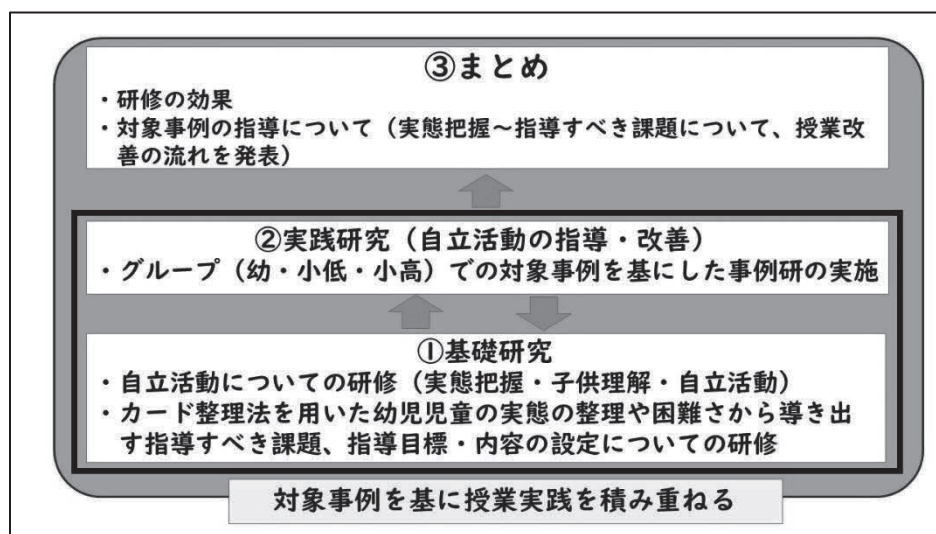 ③まとめ
・研修の効果
・対象事例の指導について（実態把握～指導すべき課題について、授業改
善の流れを発表）
②実践研究（自立活動の指導・改善）
・グループ（幼・小低・小高）での対象事例を基にした事例研の実施
①基礎研究
・自立活動についての研修（実態把握・子供理解・自立活動）
・カード整理法を用いた幼児児童の実態の整理や困難さから導き出
す指導すべき課題、指導目標・内容の設定についての研修
対象事例を基に授業実践を積み重ねる